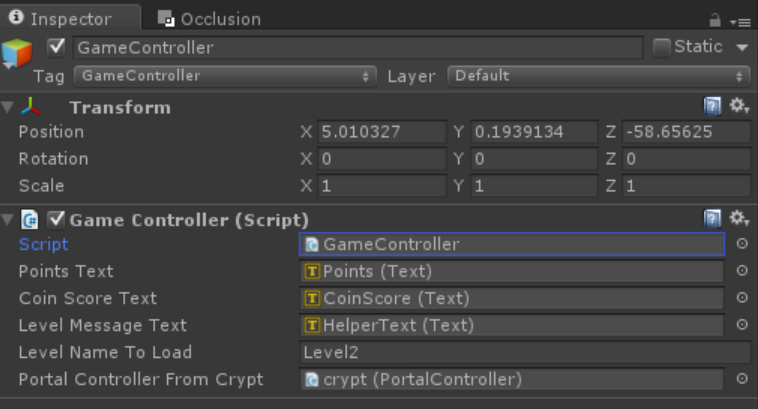 Inspector Occlusion
GameController Static
Tag GameController Layer Default
Transform
Position X 5.010327 Y 0.1939134 Z -58.65625
Rotation X 0 Y 0 Z 0
Scale X 1 Y 1 Z 1
Game Controller (Script)
Script GameController
Points Text Points (Text)
Coin Score Text CoinScore (Text)
Level Message Text HelperText (Text)
Level Name To Load Level2
Portal Controller From Crypt crypt (PortalController)